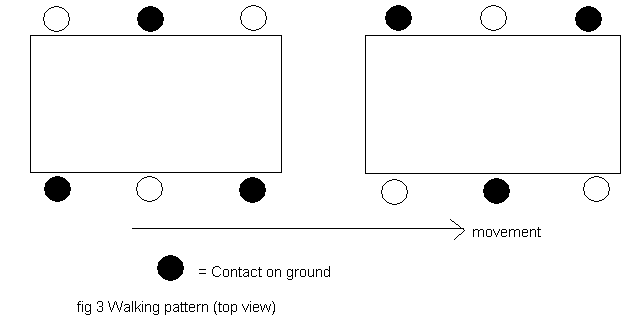 movement
= Contact on ground
fig 3 Walking pattern (top view)